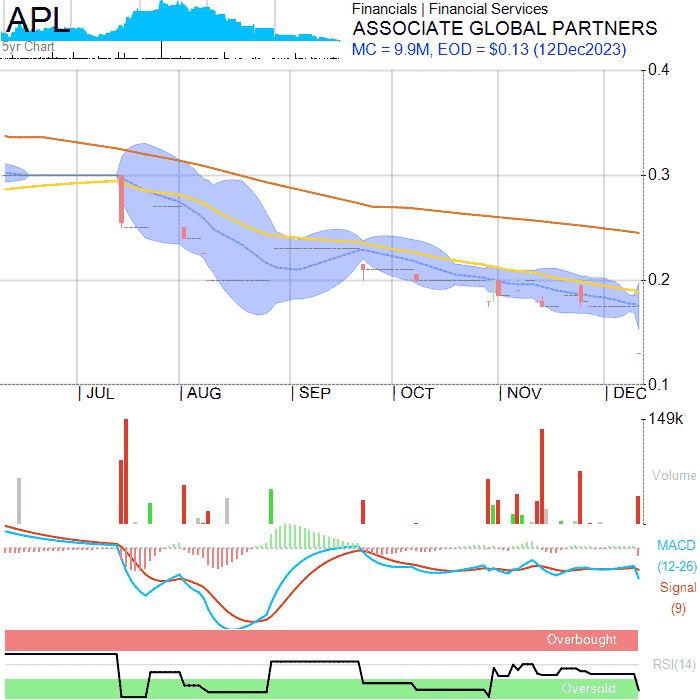 APL
5yr Chart
Financials | Financial Services
ASSOCIATE GLOBAL PARTNERS
MC = 9.9M, EOD = $0.13 (12Dec2023)
0.4
0.3
0.2
0.1
| JUL | AUG | SEP | OCT | NOV | DEC
149k
Volume
MACD
(12-26)
Signal
(9)
Overbought
RSI(14)
Oversold